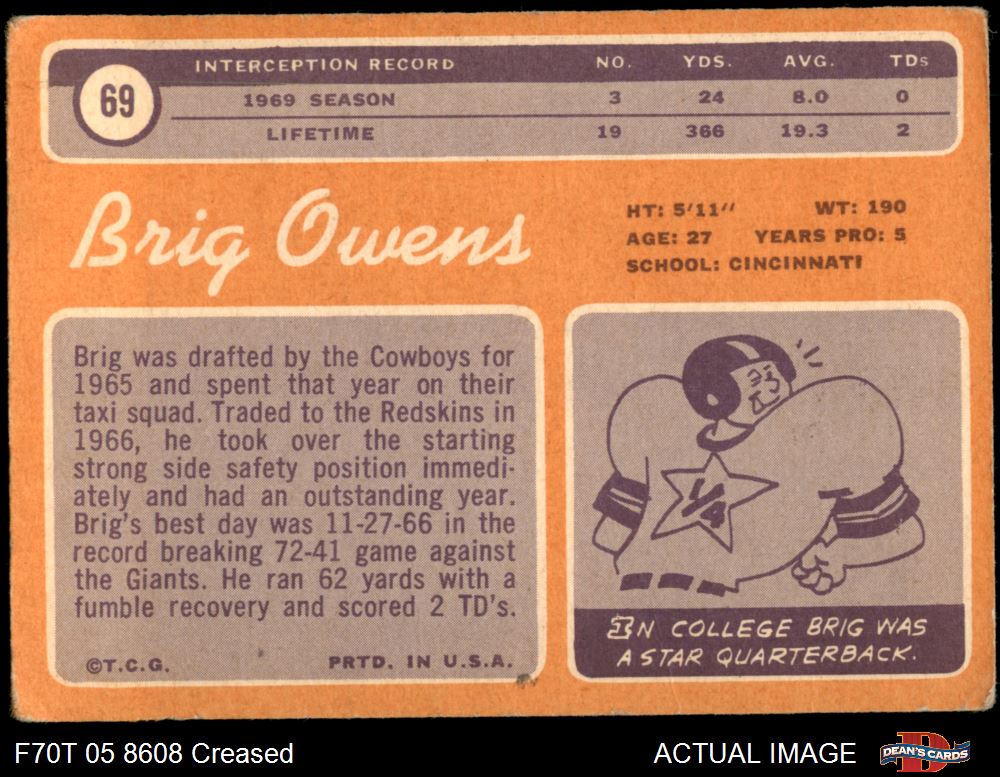 69
INTERCEPTION RECORD NO. YDS. AVG. TDs
1969 SEASON 3 24 8.0 0
LIFETIME 19 366 19.3 2
Brig Owens
HT: 5'11" WT: 190
AGE: 27 YEARS PRO: 5
SCHOOL: CINCINNATI
Brig was drafted by the Cowboys for
1965 and spent that year on their
taxi squad. Traded to the Redskins in
1966, he took over the starting
strong side safety position immedi-
ately and had an outstanding year.
Brig's best day was 11-27-66 in the
record breaking 72-41 game against
the Giants. He ran 62 yards with a
fumble recovery and scored 2 TD's.
©T.C.G. PRTD. IN U.S.A.
1/4
IN COLLEGE BRIG WAS
A STAR QUARTERBACK.
F70T 05 8608 Creased ACTUAL IMAGE DEAN'S CARDS